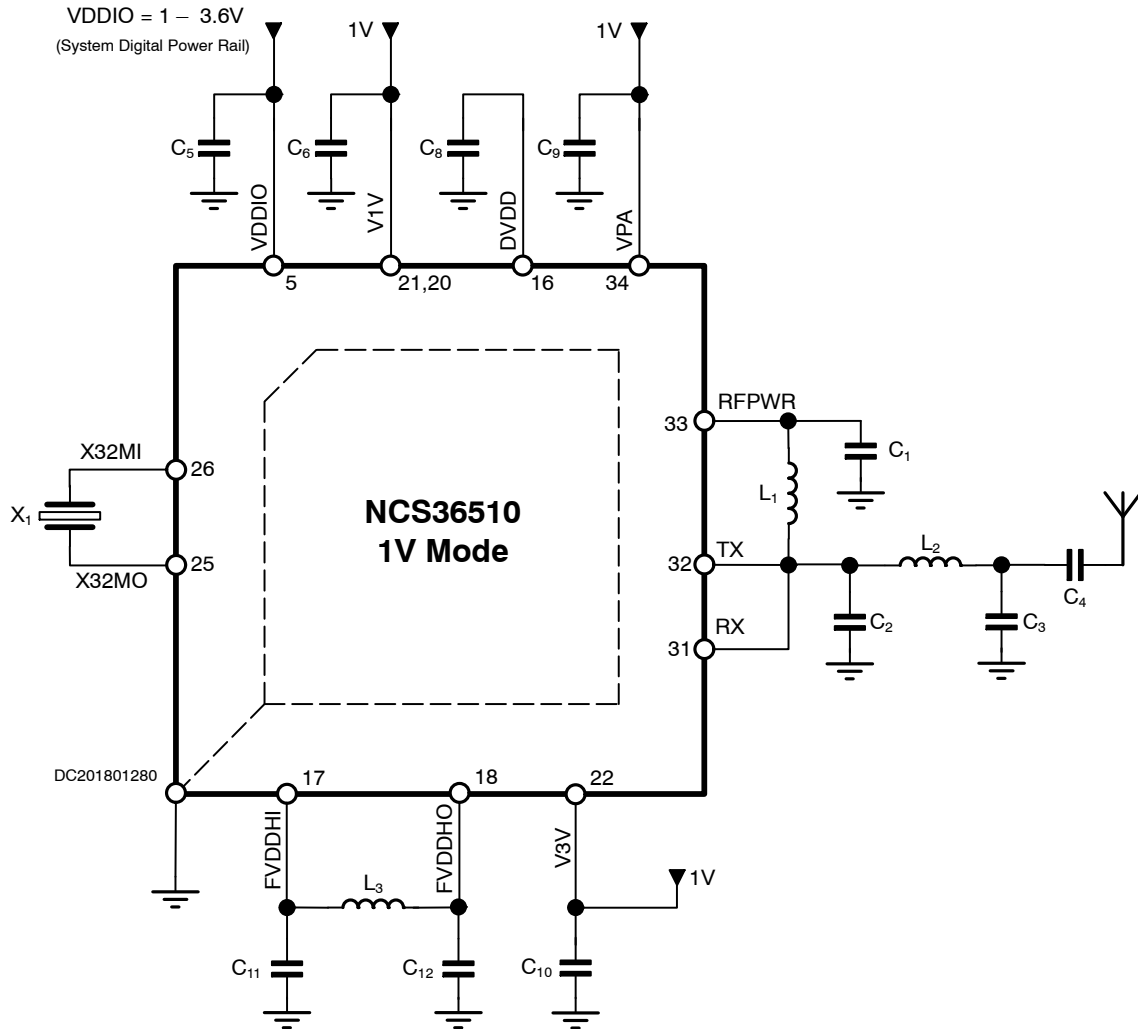 VDDIO = 1 – 3.6V
(System Digital Power Rail)
1V
1V
C5
C6
C8
C9
VDDIO
V1V
DVDD
VPA
5
21,20
16
34
RFPWR
33
C1
L1
X32MI
26
X1
NCS36510
1V Mode
25
X32MO
TX
32
L2
C4
C2
C3
RX
31
DC201801280
17
18
22
FVDDHI
FVDDHO
V3V
L3
1V
C11
C12
C10